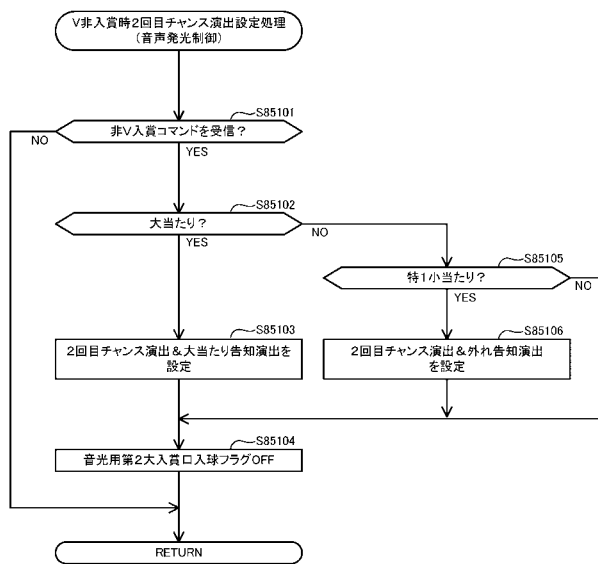 V非入賞時2回目チャンス演出設定処理
(音声発光制御)
S85101
非V入賞コマンドを受信?
NO
YES
S85102
大当たり?
NO
YES
S85105
特1小当たり?
NO
YES
S85103
2回目チャンス演出&大当たり告知演出を
設定
S85106
2回目チャンス演出&外れ告知演出
を設定
S85104
音光用第2大入賞口入球フラグOFF
RETURN